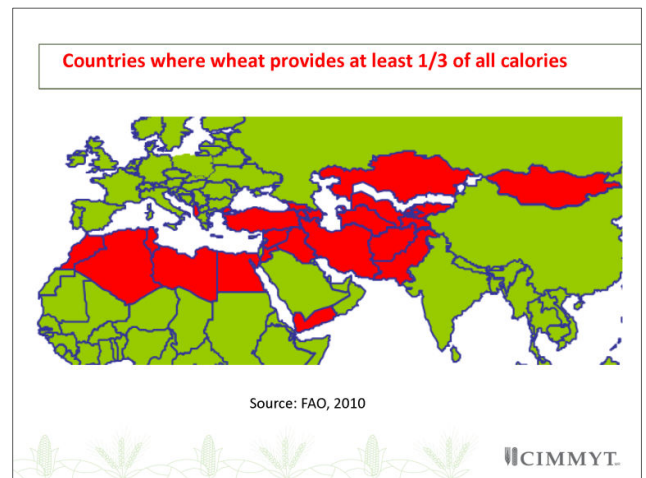 Countries where wheat provides at least 1/3 of all calories
Source: FAO, 2010
CIMMYT